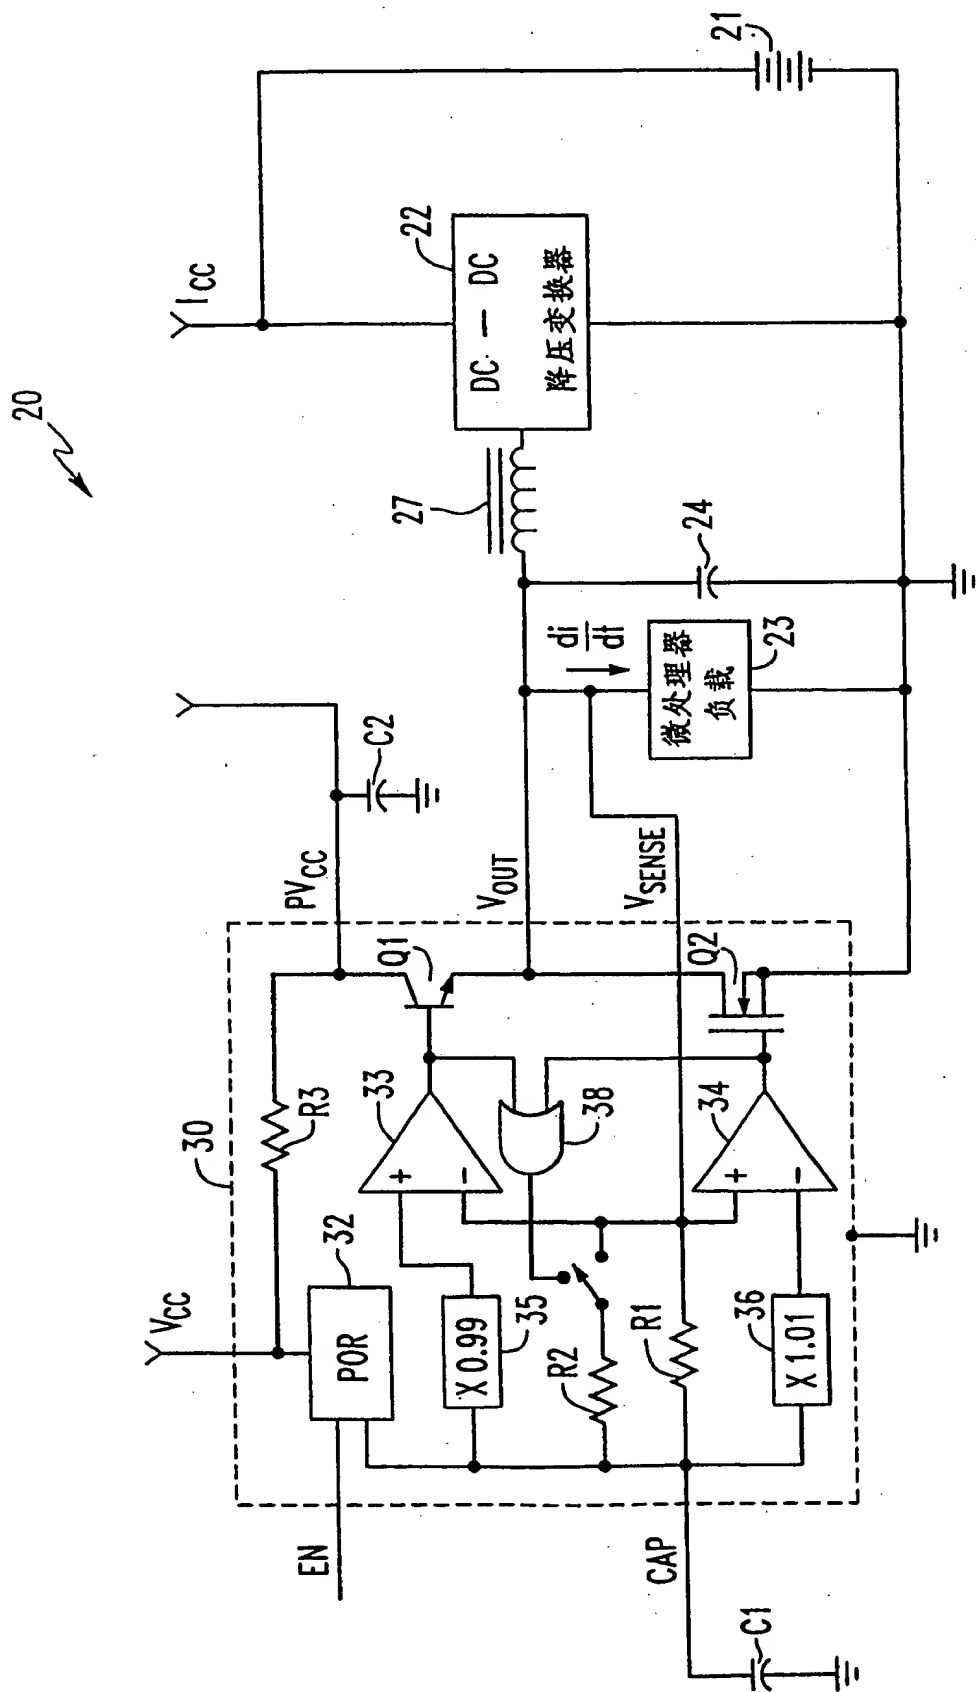 20
21
I_CC
22
DC — DC
降压变换器
27
24
di
dt
微处理器
负载
23
C2
PV_CC
V_OUT
V_SENSE
30
R3
Q1
Q2
33
+
-
38
34
+
-
V_CC
32
POR
35
X 0.99
R2
R1
36
X 1.01
EN
CAP
C1